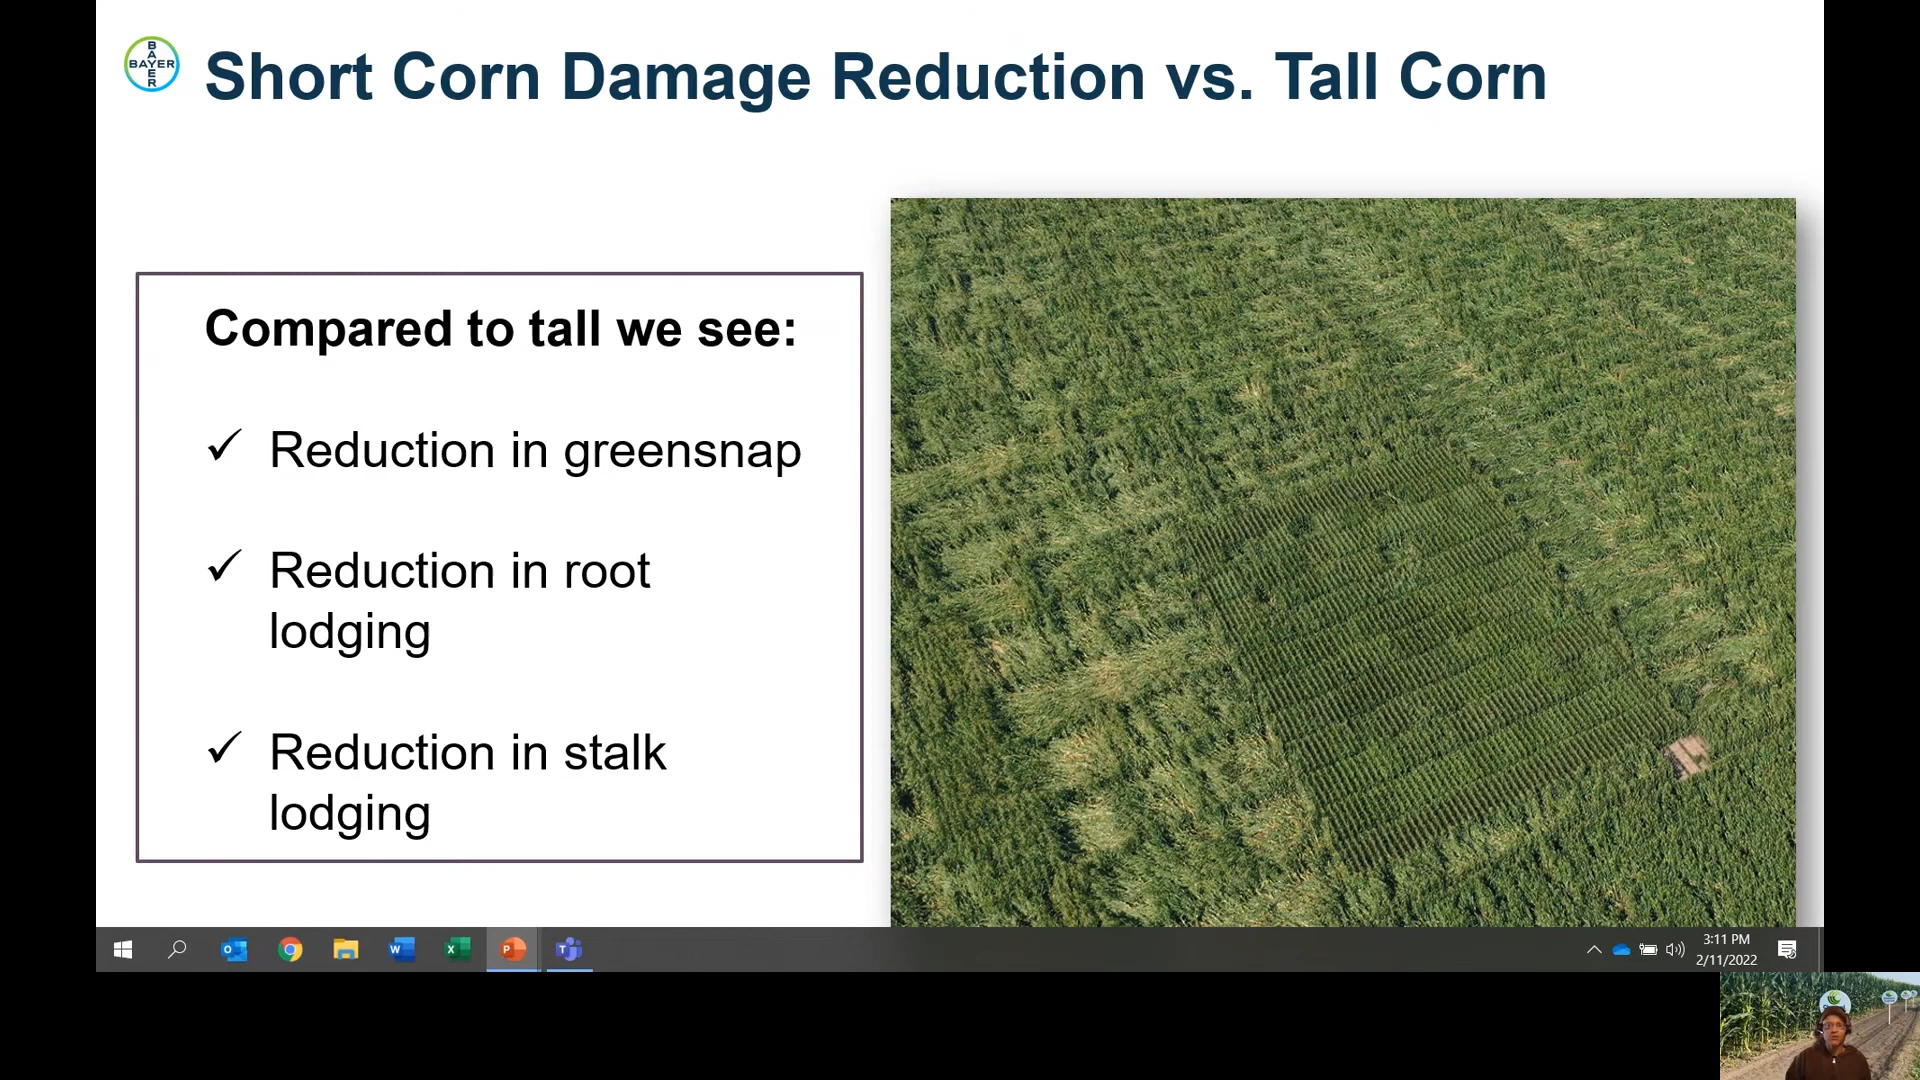 BAYER
BAYER
Short Corn Damage Reduction vs. Tall Corn
Compared to tall we see:
✓ Reduction in greensnap
✓ Reduction in root
lodging
✓ Reduction in stalk
lodging
3:11 PM
2/11/2022